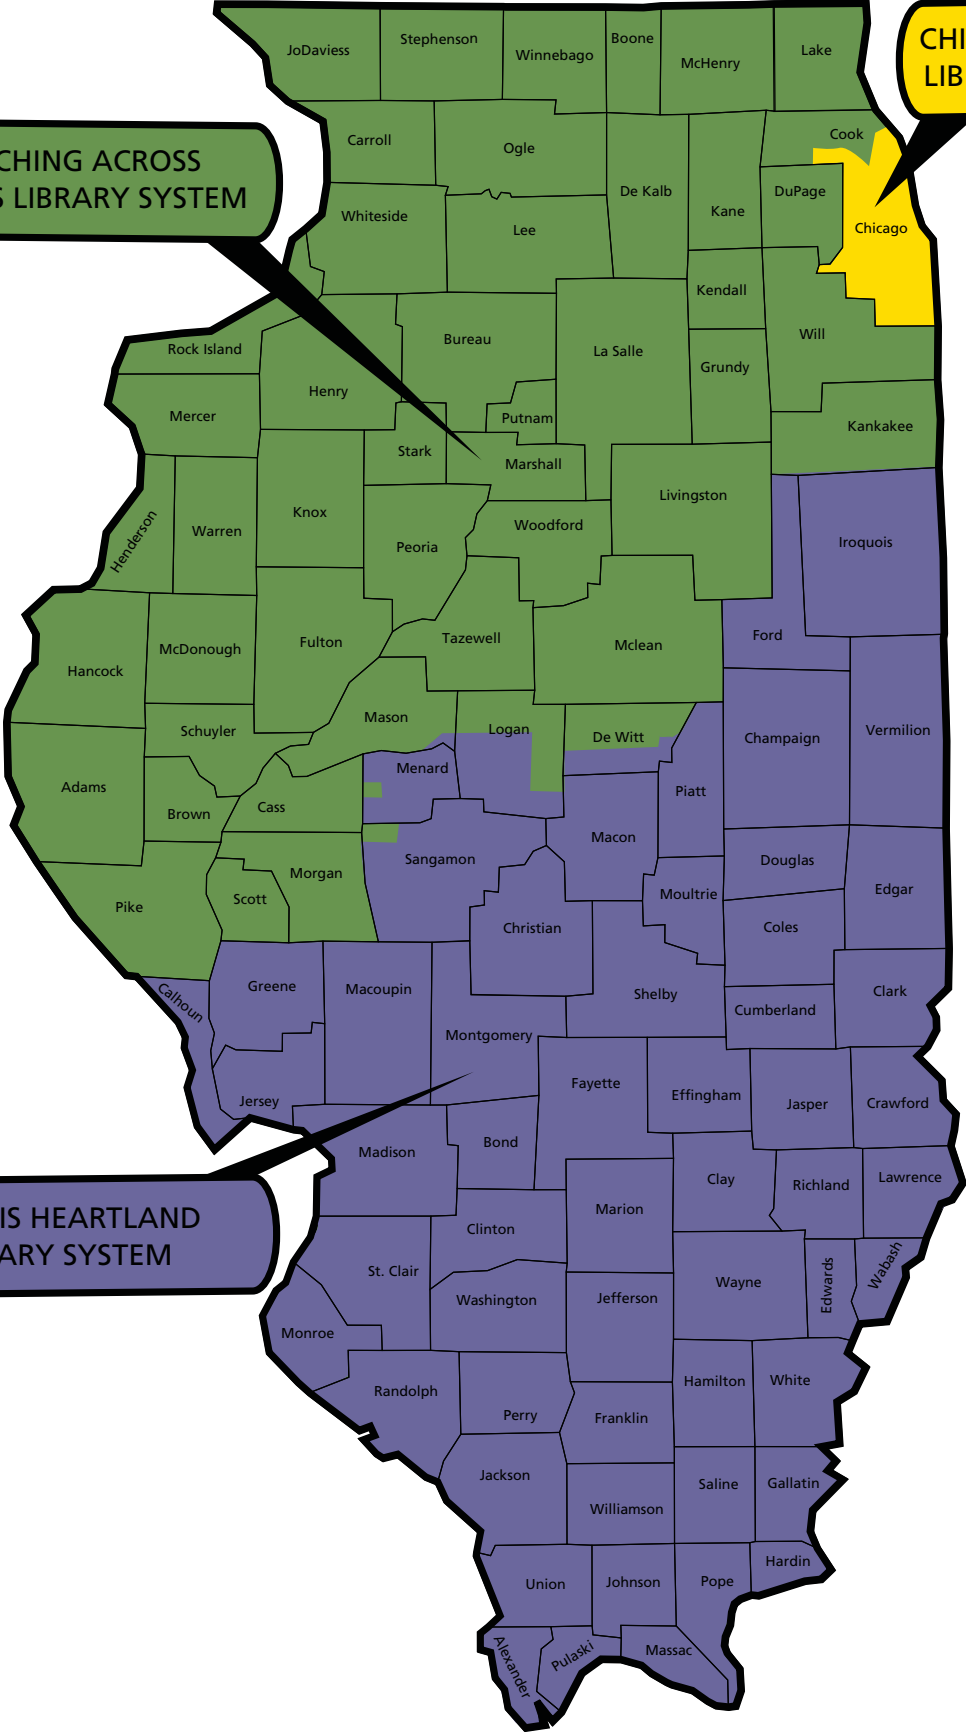 JoDaviess
Stephenson
Winnebago
Boone
McHenry
Lake
CHI
LIB
Carroll
Ogle
De Kalb
Kane
Cook
DuPage
Chicago
CHING ACROSS
S LIBRARY SYSTEM
Whiteside
Lee
Kendall
Will
Rock Island
Bureau
La Salle
Grundy
Henry
Mercer
Putnam
Kankakee
Stark
Marshall
Livingston
Knox
Warren
Henderson
Peoria
Woodford
Iroquois
Hancock
McDonough
Fulton
Tazewell
Mclean
Ford
Schuyler
Mason
Logan
De Witt
Champaign
Vermilion
Adams
Brown
Cass
Menard
Piatt
Macon
Sangamon
Douglas
Edgar
Pike
Scott
Morgan
Moultrie
Christian
Coles
Calhoun
Greene
Macoupin
Shelby
Cumberland
Clark
Montgomery
Jersey
Fayette
Effingham
Jasper
Crawford
Madison
Bond
Clay
Richland
Lawrence
IS HEARTLAND
ARY SYSTEM
Clinton
Marion
St. Clair
Washington
Jefferson
Wayne
Edwards
Wabash
Monroe
Randolph
Perry
Franklin
Hamilton
White
Jackson
Williamson
Saline
Gallatin
Union
Johnson
Pope
Hardin
Alexander
Pulaski
Massac